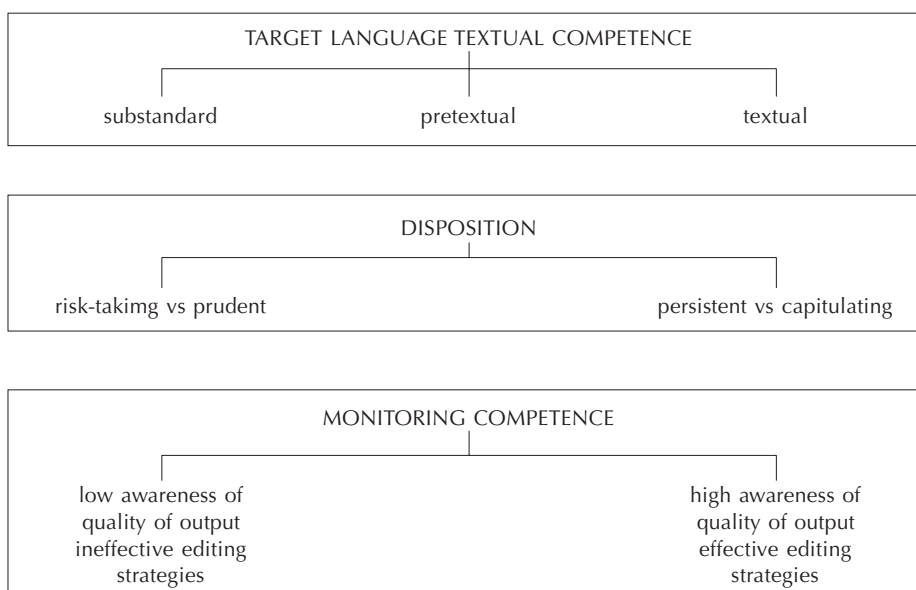 TARGET LANGUAGE TEXTUAL COMPETENCE
substandard pretextual textual
DISPOSITION
risk-takimg vs prudent persistent vs capitulating
MONITORING COMPETENCE
low awareness of
quality of output
ineffective editing
strategies
high awareness of
quality of output
effective editing
strategies